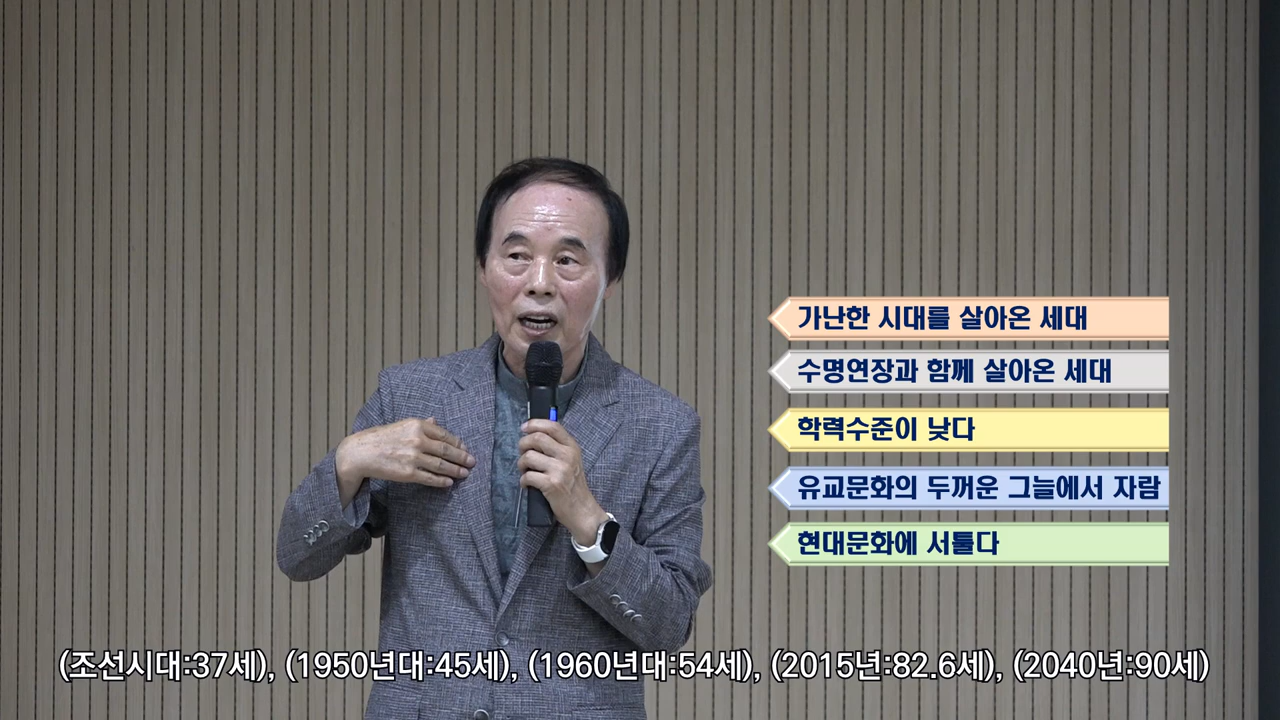 가난한 시대를 살아온 세대
수명연장과 함께 살아온 세대
학력수준이 낮다
유교문화의 두꺼운 그늘에서 자람
현대문화에 서툴다
(조선시대:37세), (1950년대:45세), (1960년대:54세), (2015년:82.6세), (2040년:90세)